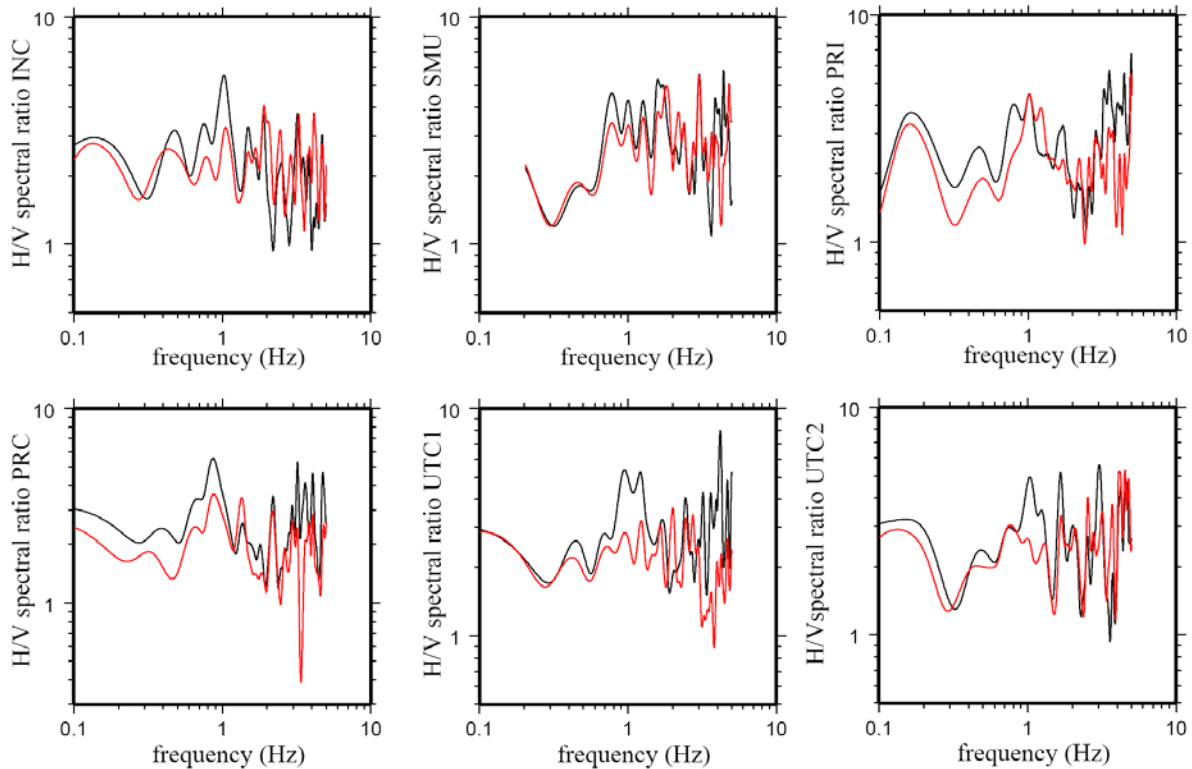 H/V spectral ratio INC
10
1
0.1
1
10
frequency (Hz)
H/V spectral ratio SMU
10
1
0.1
1
10
frequency (Hz)
H/V spectral ratio PRI
10
1
0.1
1
10
frequency (Hz)
H/V spectral ratio PRC
10
1
0.1
1
10
frequency (Hz)
H/V spectral ratio UTC1
10
1
0.1
1
10
frequency (Hz)
H/Vspectral ratio UTC2
10
1
0.1
1
10
frequency (Hz)